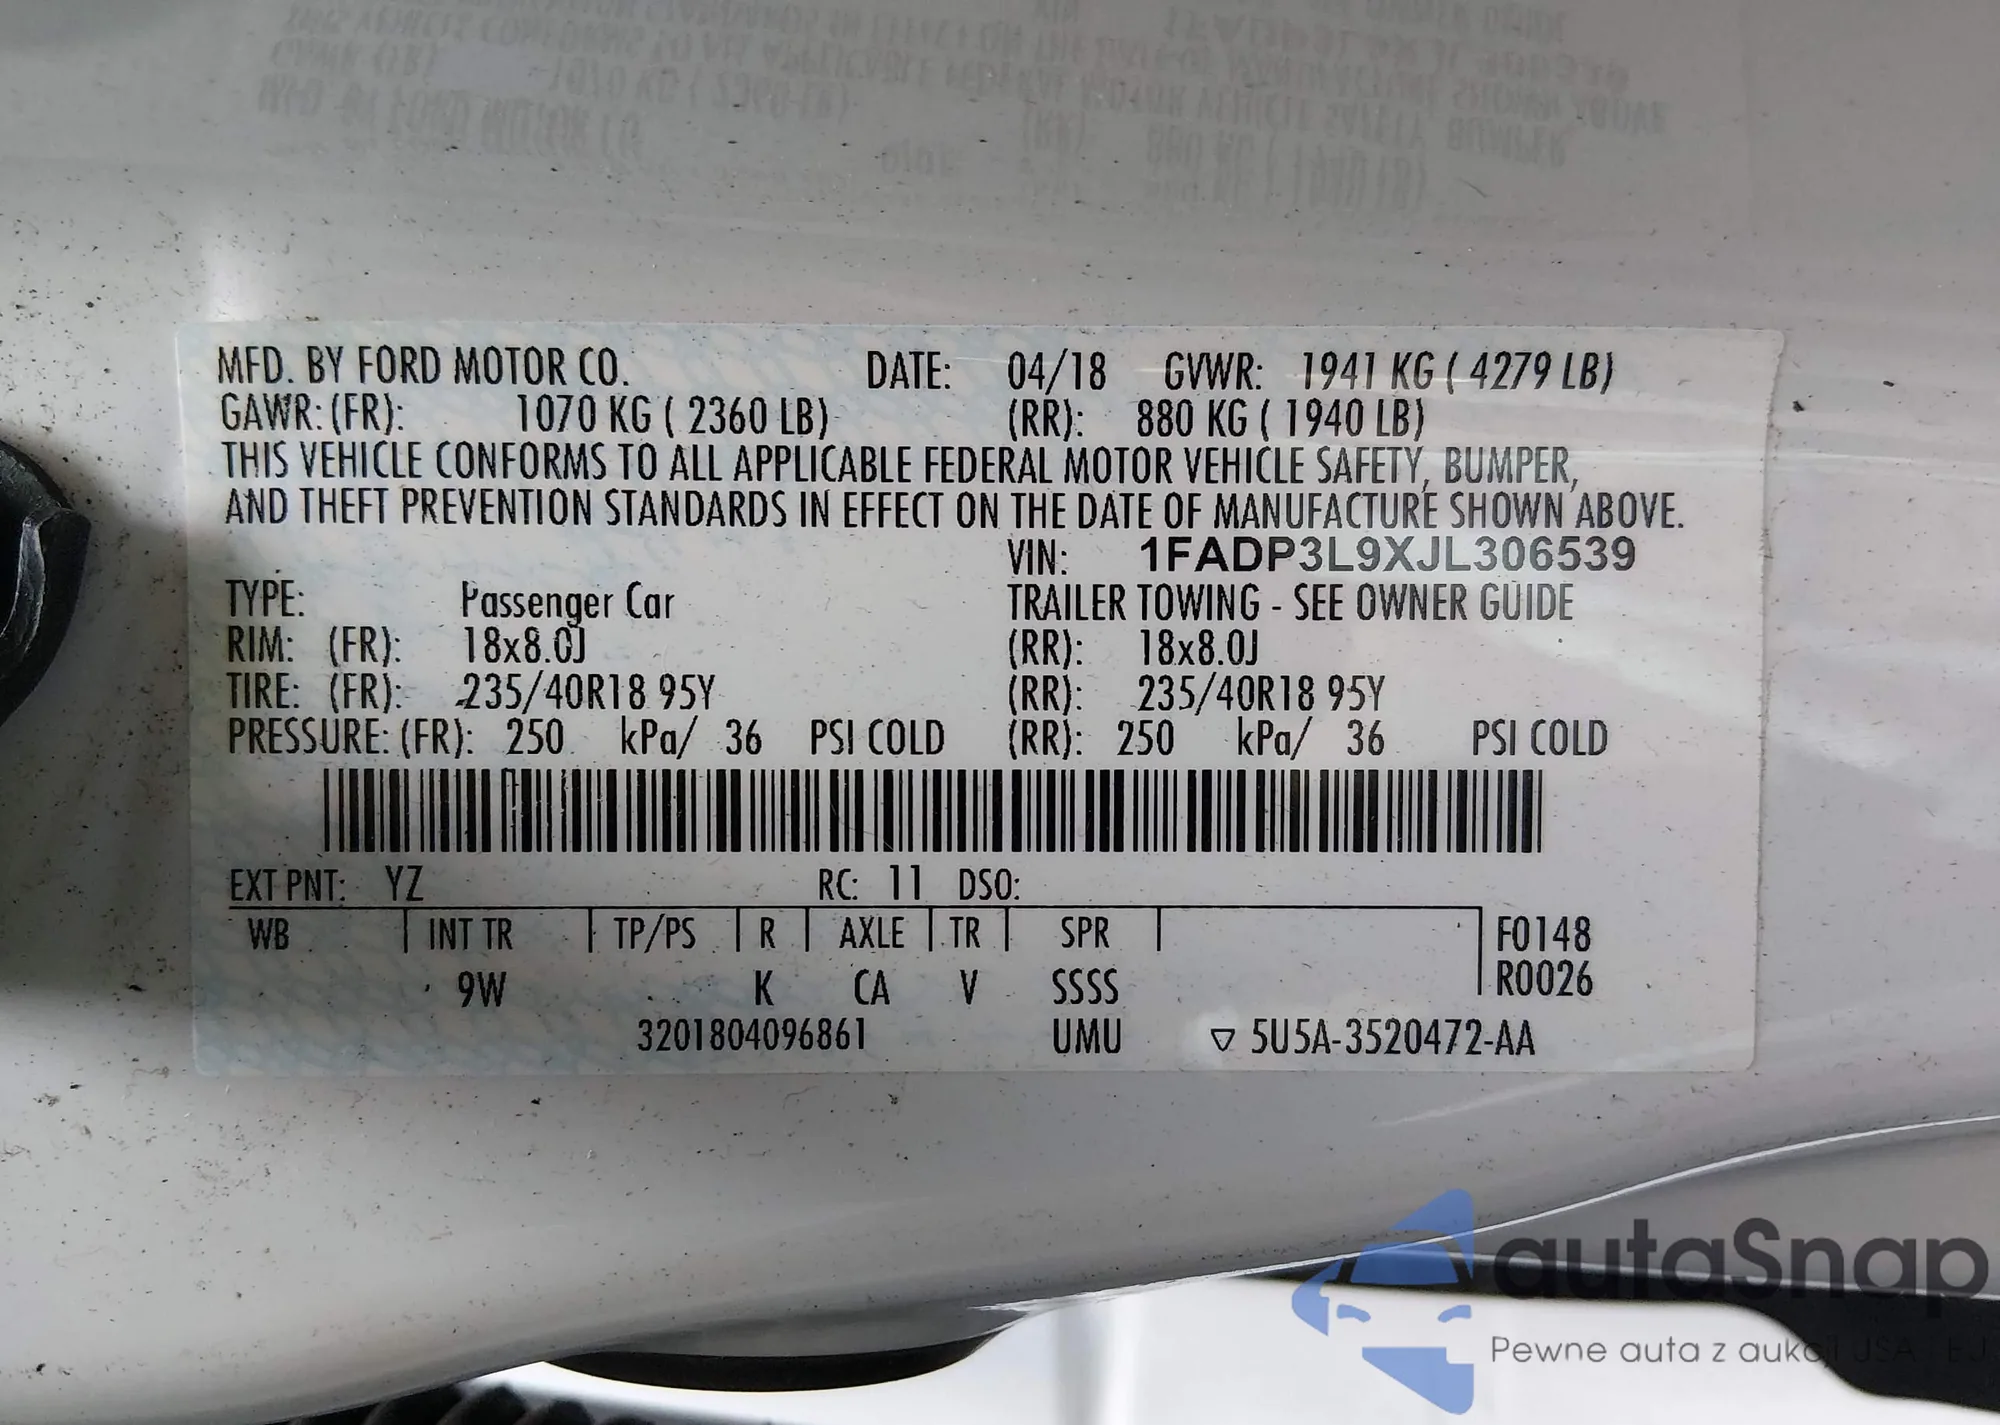 MFD. BY FORD MOTOR CO. DATE: 04/18 GVWR: 1941 KG ( 4279 LB)
GAWR: (FR): 1070 KG ( 2360 LB) (RR): 880 KG ( 1940 LB)
THIS VEHICLE CONFORMS TO ALL APPLICABLE FEDERAL MOTOR VEHICLE SAFETY, BUMPER,
AND THEFT PREVENTION STANDARDS IN EFFECT ON THE DATE OF MANUFACTURE SHOWN ABOVE.
VIN: 1FADP3L9XJL306539
TYPE: Passenger Car TRAILER TOWING - SEE OWNER GUIDE
RIM: (FR): 18x8.0J (RR): 18x8.0J
TIRE: (FR): 235/40R18 95Y (RR): 235/40R18 95Y
PRESSURE: (FR): 250 kPa/ 36 PSI COLD (RR): 250 kPa/ 36 PSI COLD
EXT PNT: YZ RC: 11 DSO:
WB INT TR TP/PS R AXLE TR SPR F0148
9W K CA V SSSS R0026
3201804096861 UMU ▽ 5U5A-3520472-AA
autoSnap
Pewne auta z aukcji USA i EJ